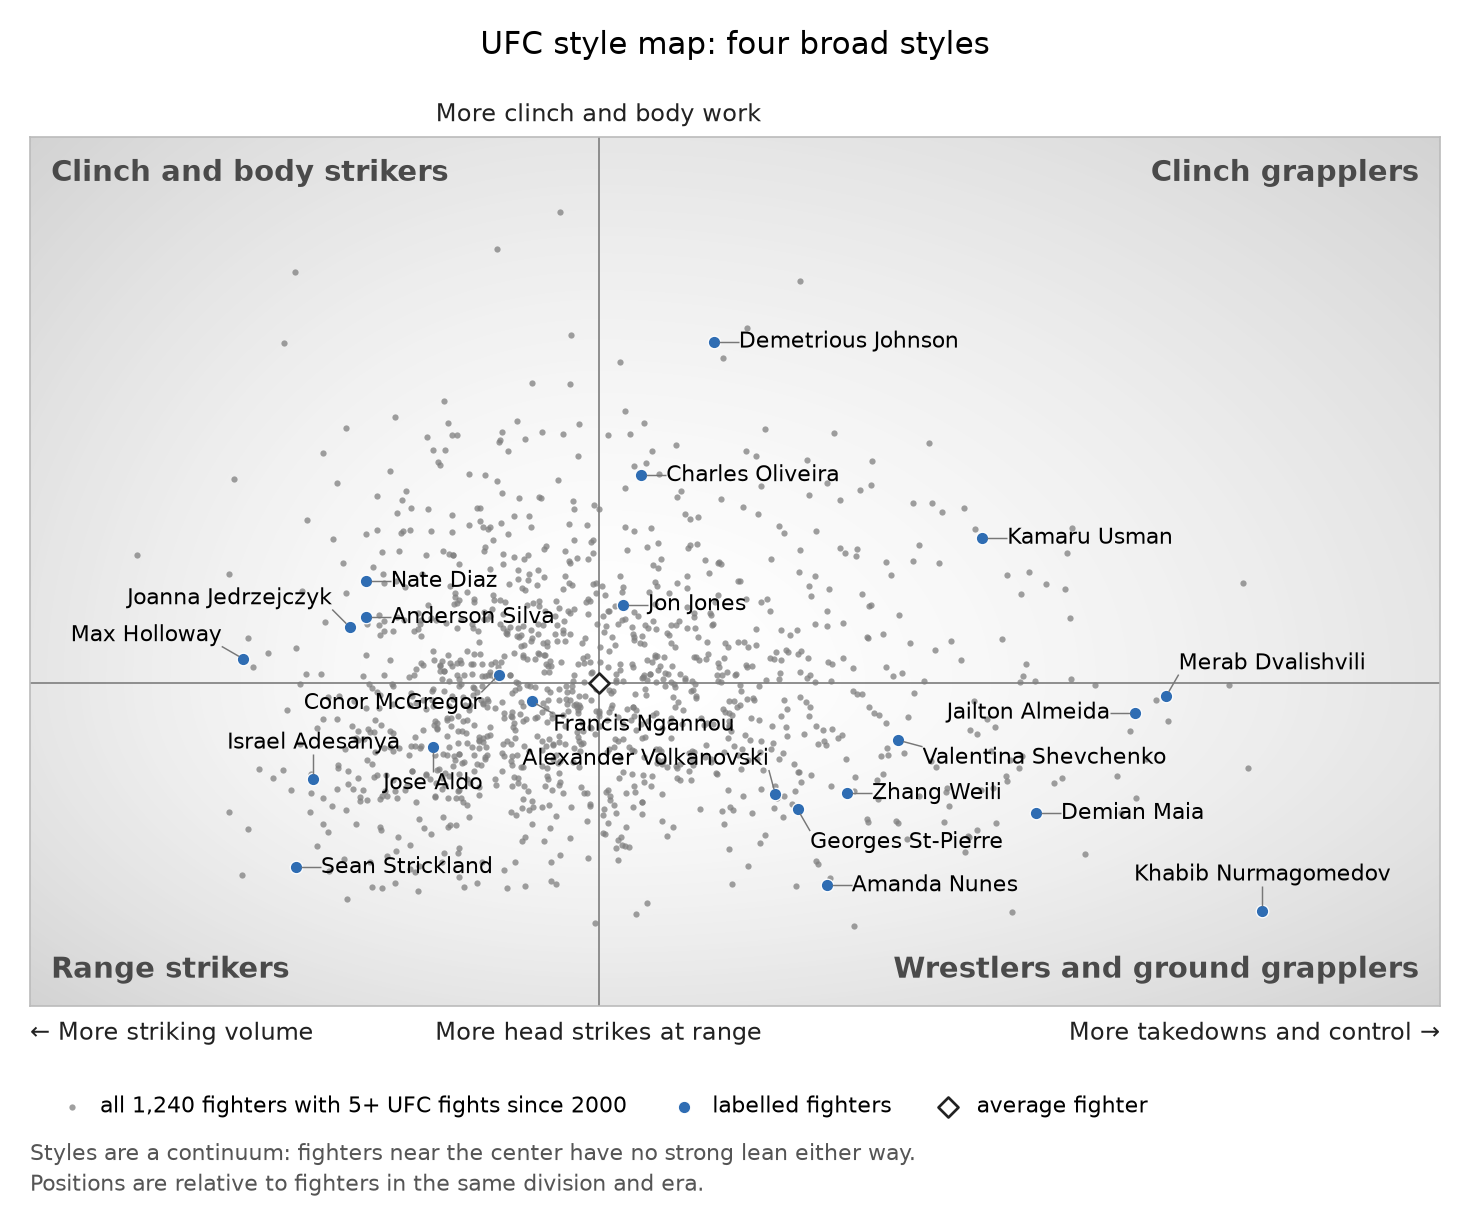 UFC style map: four broad styles
More clinch and body work
Clinch and body strikers
Clinch grapplers
Demetrious Johnson
Charles Oliveira
Kamaru Usman
Nate Diaz
Joanna Jedrzejczyk
Jon Jones
Anderson Silva
Max Holloway
Merab Dvalishvili
Conor McGregor
Jailton Almeida
Francis Ngannou
Israel Adesanya
Alexander Volkanovski
Valentina Shevchenko
Jose Aldo
Zhang Weili
Demian Maia
Georges St-Pierre
Sean Strickland
Khabib Nurmagomedov
Amanda Nunes
Range strikers
Wrestlers and ground grapplers
← More striking volume
More head strikes at range
More takedowns and control →
all 1,240 fighters with 5+ UFC fights since 2000
labelled fighters
average fighter
Styles are a continuum: fighters near the center have no strong lean either way.
Positions are relative to fighters in the same division and era.